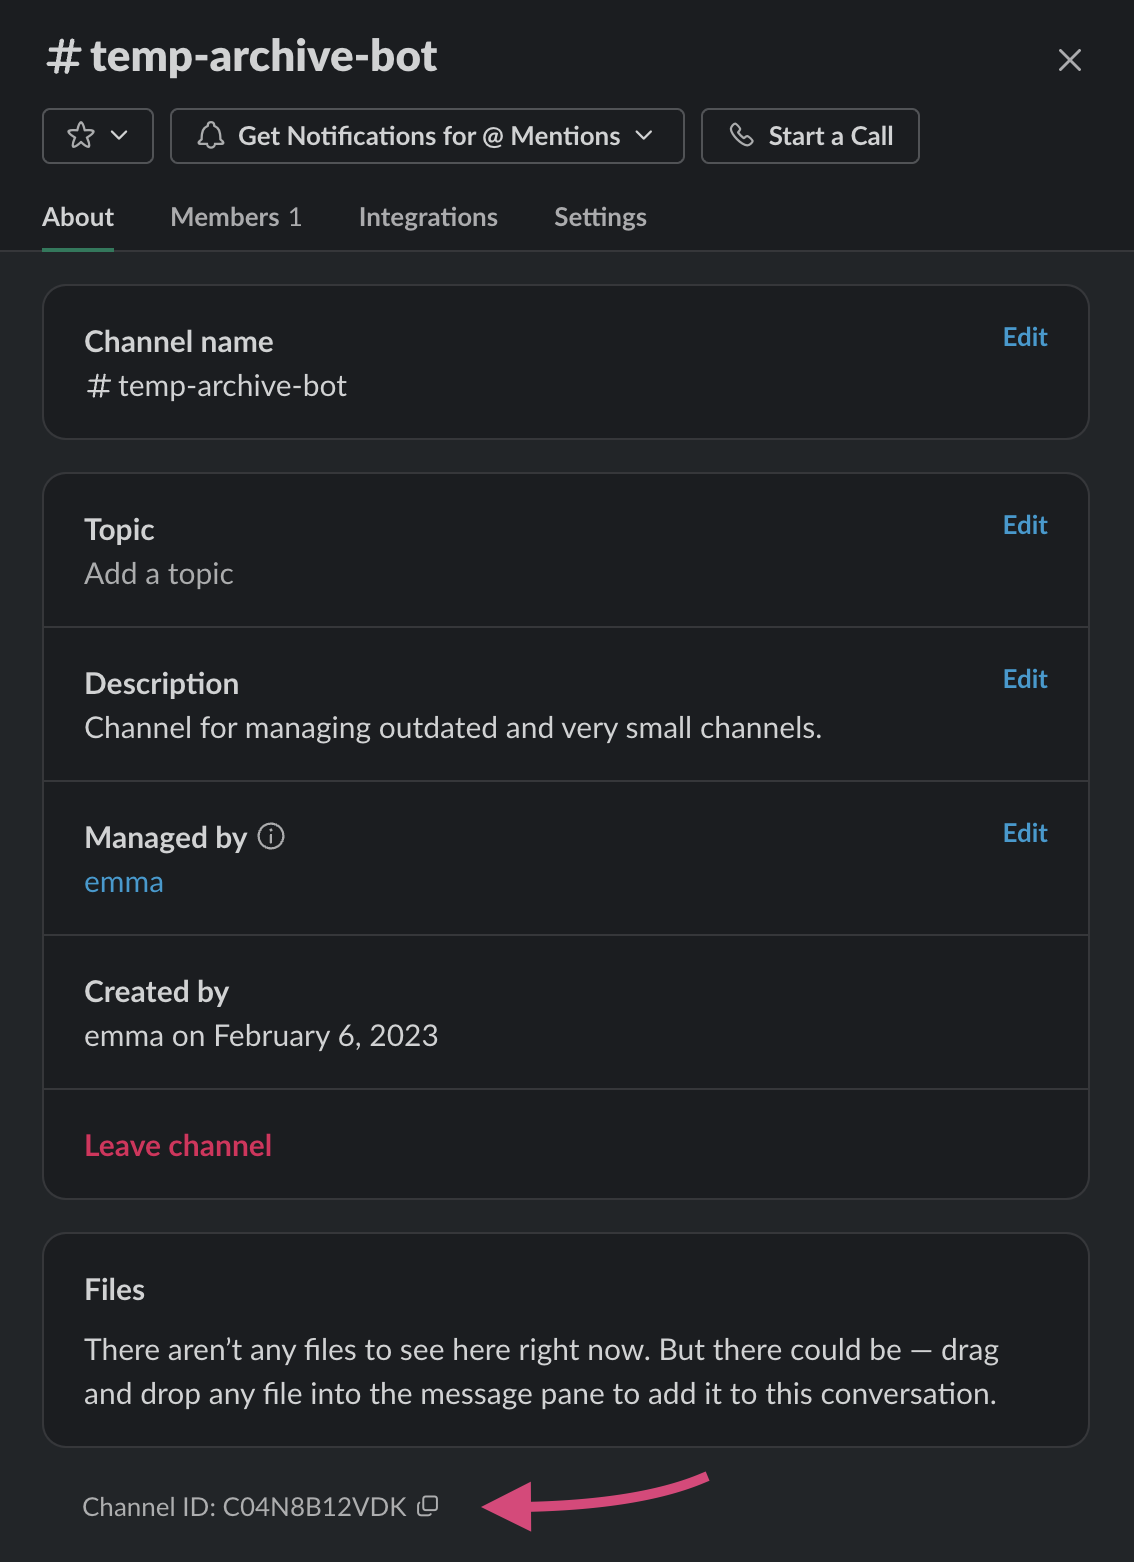 # temp-archive-bot
Get Notifications for @ Mentions
Start a Call
About
Members 1
Integrations
Settings
Channel name
Edit
# temp-archive-bot
Topic
Edit
Add a topic
Description
Edit
Channel for managing outdated and very small channels.
Managed by
Edit
emma
Created by
emma on February 6, 2023
Leave channel
Files
There aren’t any files to see here right now. But there could be — drag
and drop any file into the message pane to add it to this conversation.
Channel ID: C04N8B12VDK